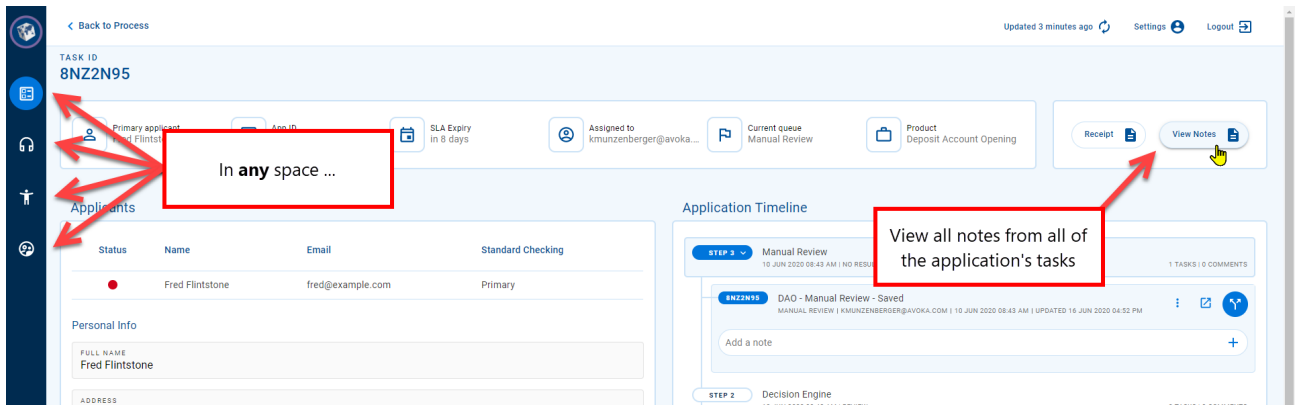 Back to Process
Updated 3 minutes ago
Settings
Logout
TASK ID
8NZ2N95
Primary applicant
Fred Flintst
App ID
SLA Expiry
in 8 days
Assigned to
kmunzenberger@avoka...
Current queue
Manual Review
Product
Deposit Account Opening
Receipt
View Notes
In any space ...
View all notes from all of
the application's tasks
Applicants
Status Name Email Standard Checking
Fred Flintstone fred@example.com Primary
Personal Info
FULL NAME
Fred Flintstone
ADDRESS
Application Timeline
STEP 3
Manual Review
10 JUN 2020 08:43 AM | NO RESU
1 TASKS | 0 COMMENTS
8NZ2N95
DAO - Manual Review - Saved
MANUAL REVIEW | KMUNZENBERGER@AVOKA.COM | 10 JUN 2020 08:43 AM | UPDATED 16 JUN 2020 04:52 PM
Add a note
STEP 2
Decision Engine